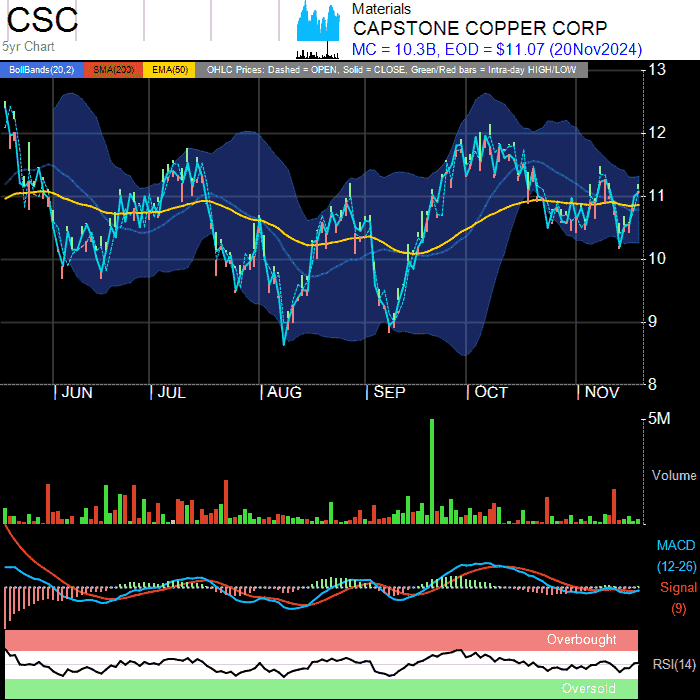 CSC
5yr Chart
Materials
CAPSTONE COPPER CORP
MC = 10.3B, EOD = $11.07 (20Nov2024)
BollBands(20,2) SMA(200) EMA(50) OHLC Prices: Dashed = OPEN, Solid = CLOSE, Green/Red bars = Intra-day HIGH/LOW
13
12
11
10
9
8
| JUN | JUL | AUG | SEP | OCT | NOV
5M
Volume
MACD
(12-26)
Signal
(9)
Overbought
RSI(14)
Oversold